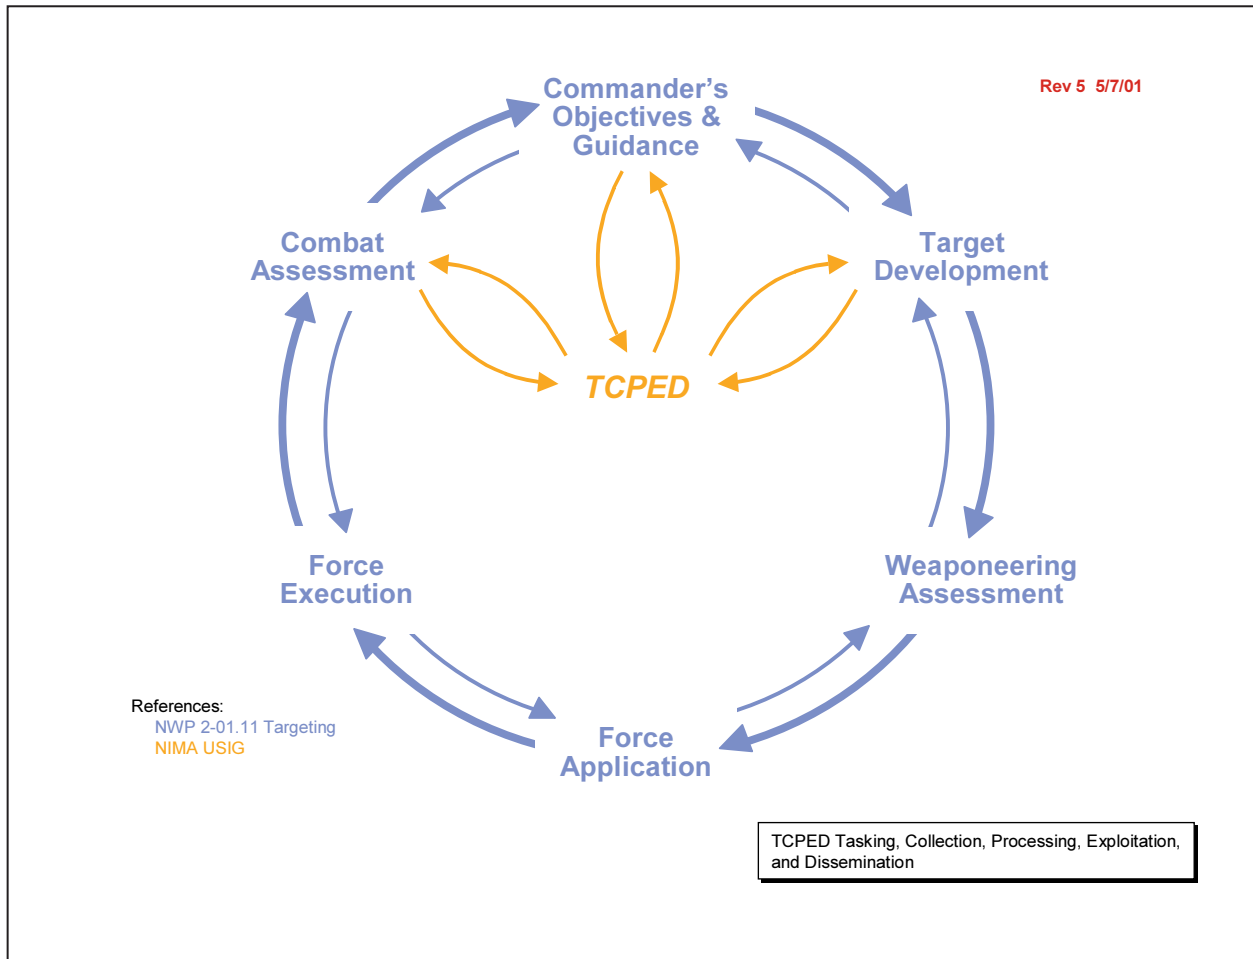 Rev 5 5/7/01
Commander's
Objectives &
Guidance
Combat
Assessment
Target
Development
TCPED
Force
Execution
Weaponeering
Assessment
References:
NWP 2-01.11 Targeting
NIMA USIG
Force
Application
TCPED Tasking, Collection, Processing, Exploitation,
and Dissemination